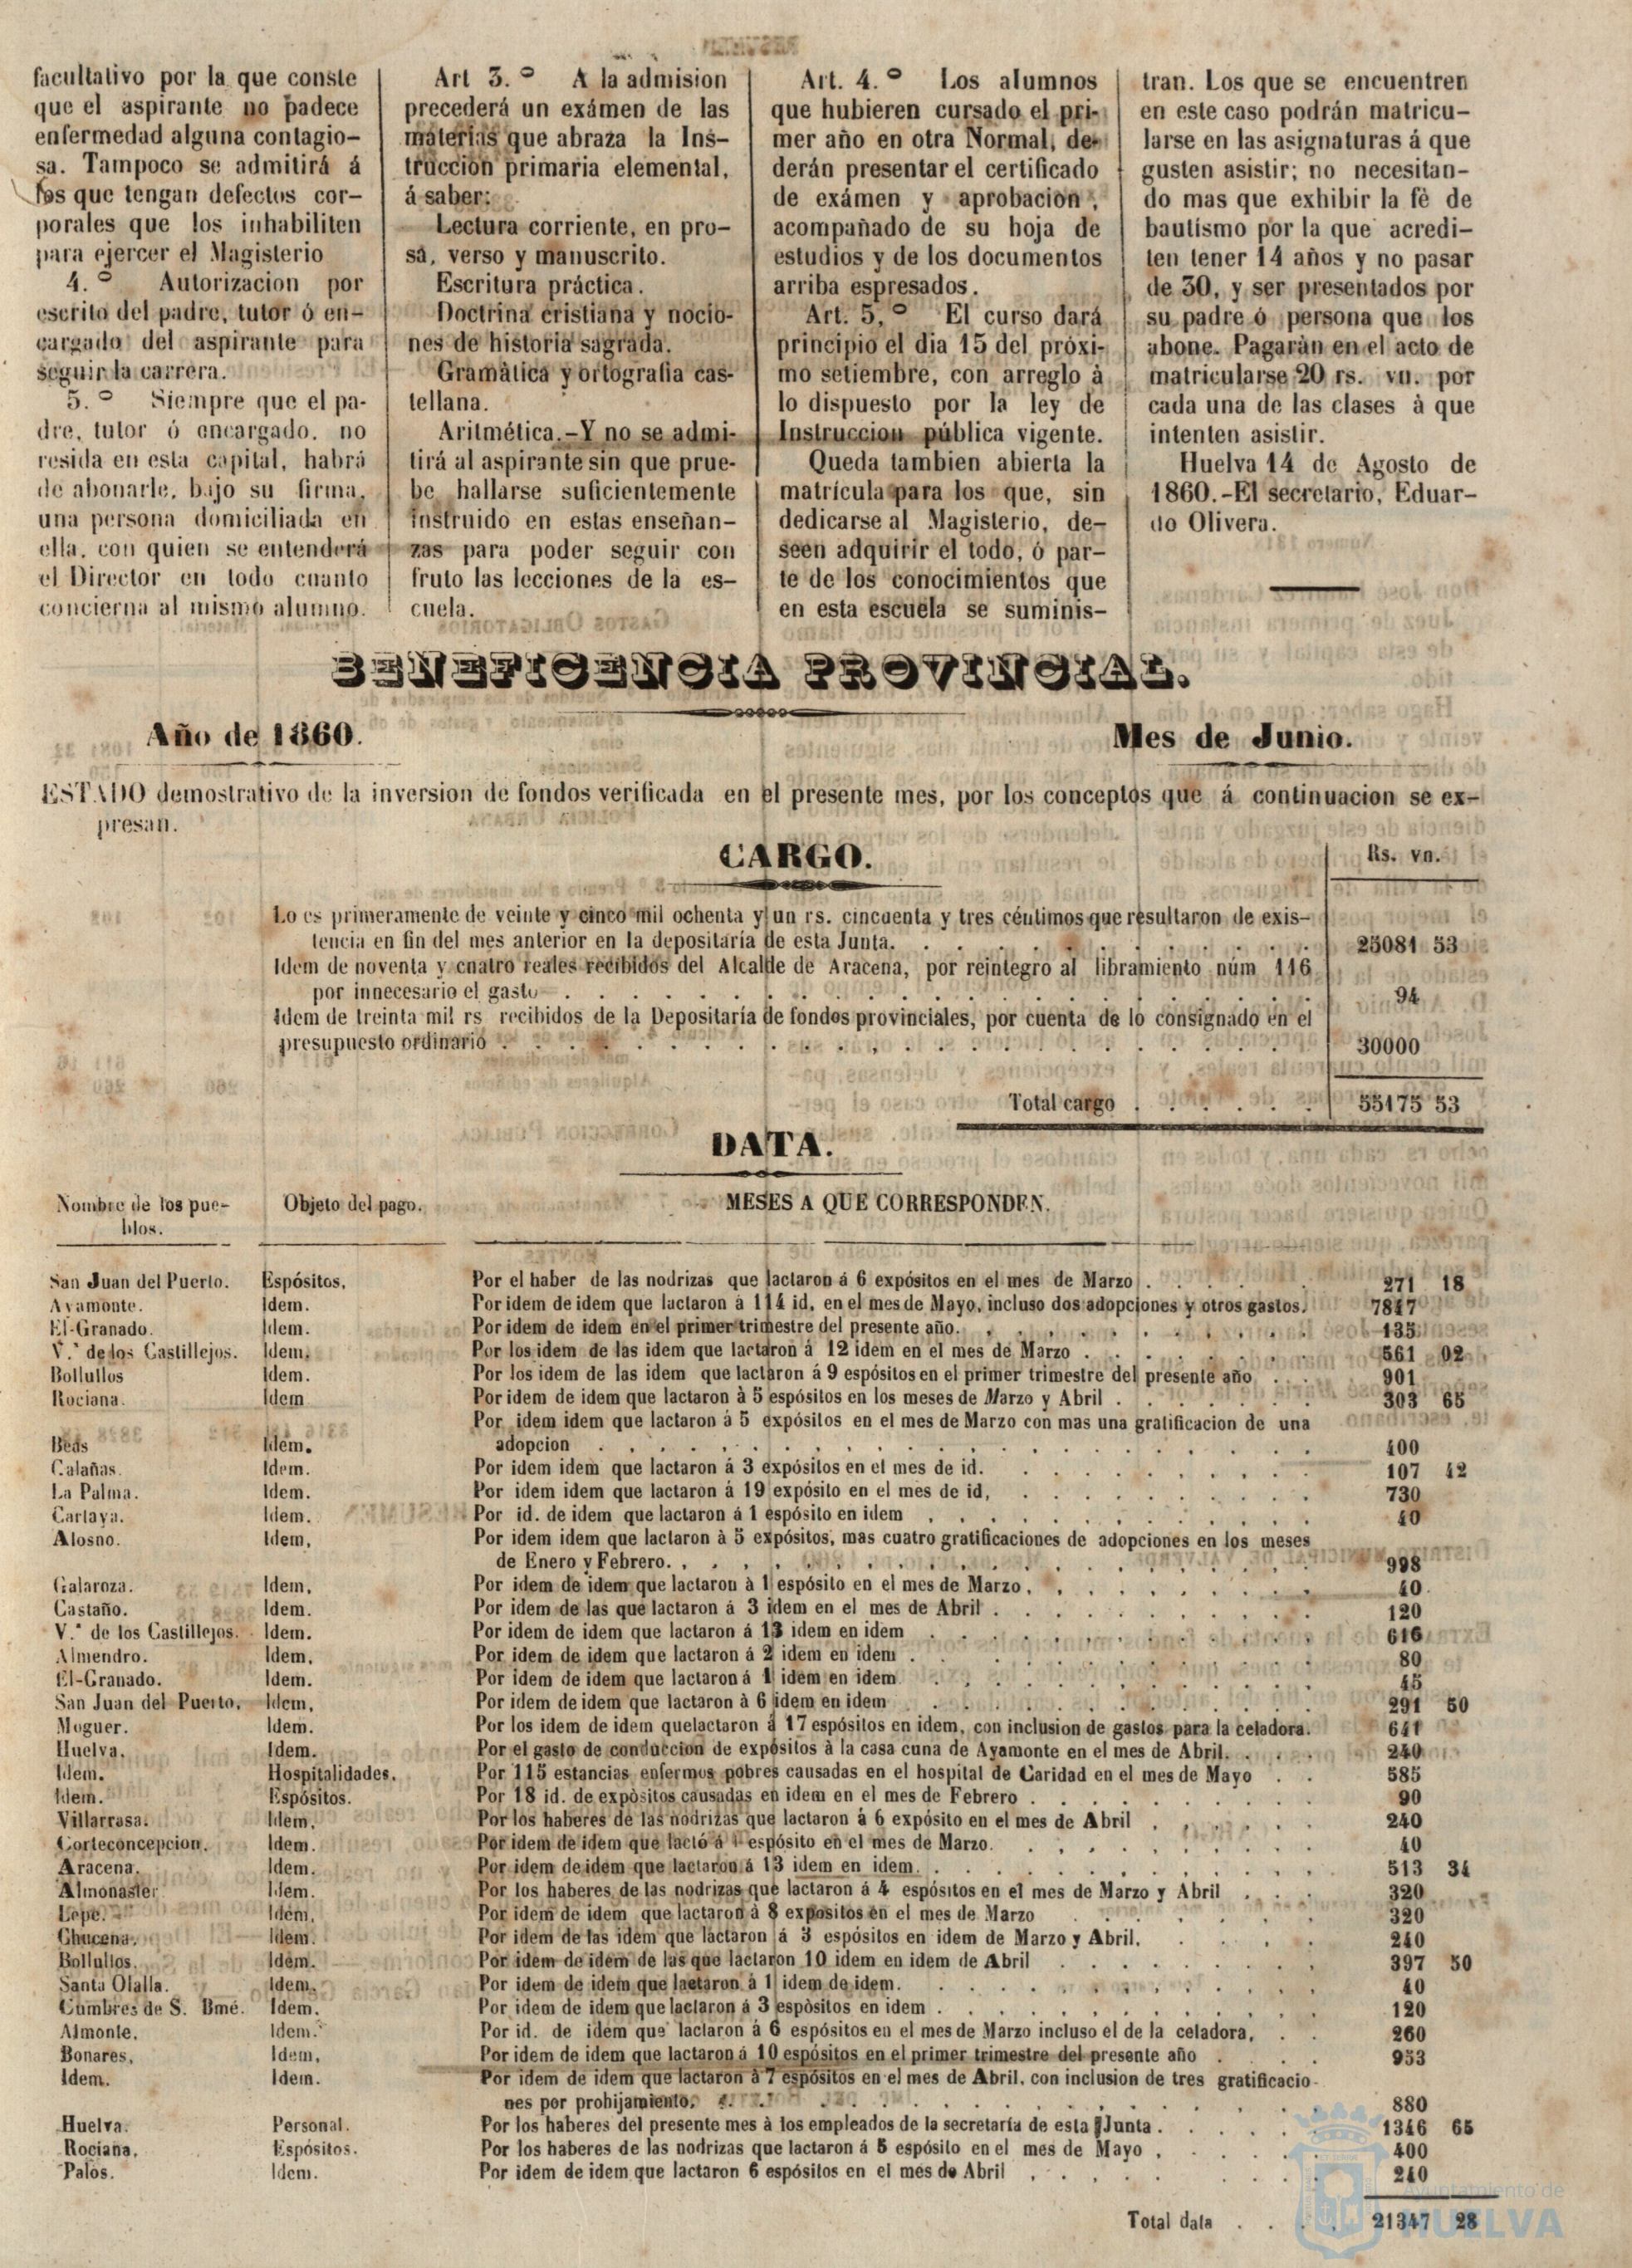 facultativo por la que conste
que el aspirante no padece
enfermedad alguna contagio-
sa. Tampoco se admitirá á
los que tengan defectos cor-
porales que los inhabiliten
para ejercer el Magisterio
4.º Autorizacion por
escrito del padre, tutor ó en-
cargado del aspirante para
seguir la carrera.
5.º Siempre que el pa-
dre, tutor ó encargado, no
resida en esta capital, habrá
de abonarle, bajo su firma,
una persona domiciliada en
ella, con quien se entenderá
el Director en todo cuanto
concierna al mismo alumno.
Art 3.º A la admision
precederá un exámen de las
materias que abraza la Ins-
truccion primaria elemental,
á saber:
Lectura corriente, en pro-
sa, verso y manuscrito.
Escritura práctica.
Doctrina cristiana y nocio-
nes de historia sagrada.
Gramàtica y ortografia cas-
tellana.
Aritmética.-Y no se admi-
tirá al aspirante sin que prue-
be hallarse suficientemente
instruido en estas enseñan-
zas para poder seguir con
fruto las lecciones de la es-
cuela.
Art. 4.º Los alumnos
que hubieren cursado el pri-
mer año en otra Normal, de-
derán presentar el certificado
de exámen y aprobacion,
acompañado de su hoja de
estudios y de los documentos
arriba espresados.
Art. 5,º El curso dará
principio el dia 15 del próxi-
mo setiembre, con arreglo à
lo dispuesto por la ley de
Instruccion pública vigente.
Queda tambien abierta la
matrícula para los que, sin
dedicarse al Magisterio, de-
seen adquirir el todo, ó par-
te de los conocimientos que
en esta escuela se suminis-
tran. Los que se encuentren
en este caso podrán matricu-
larse en las asignaturas á que
gusten asistir; no necesitan-
do mas que exhibir la fè de
bautismo por la que acredi-
ten tener 14 años y no pasar
de 30, y ser presentados por
su padre ó persona que los
abone. Pagaràn en el acto de
matricularse 20 rs. vn. por
cada una de las clases à que
intenten asistir.
Huelva 14 de Agosto de
1860.-El secretario, Eduar-
do Olivera.
BENEFICENCIA PROVINCIAL.
Año de 1860.
Mes de Junio.
ESTADO demostrativo de la inversion de fondos verificada en el presente mes, por los conceptos que á continuacion se ex-
presan.
CARGO.
Rs. vn.
Lo es primeramente de veinte y cinco mil ochenta y un rs. cincuenta y tres céntimos que resultaron de exis-
tencia en fin del mes anterior en la depositaría de esta Junta. . . . . . . . . . . 25081 53
Idem de noventa y cuatro reales recibidos del Alcalde de Aracena, por reintegro al libramiento núm 116
por innecesario el gasto . . . . . . . . . . . . . . . . . . 94
Idem de treinta mil rs recibidos de la Depositaría de fondos provinciales, por cuenta de lo consignado en el
presupuesto ordinario . . . . . . . . . . . . . . . . . . . 30000
Total cargo . . . . . . 55175 53
DATA.
Nombre de los pue-
blos.
Objeto del pago.
MESES A QUE CORRESPONDEN.
San Juan del Puerto. Espósitos, Por el haber de las nodrizas que lactaron á 6 expósitos en el mes de Marzo . . . . . . 271 18
Ayamonte. Idem. Por idem de idem que lactaron à 114 id. en el mes de Mayo, incluso dos adopciones y otros gastos. 7847
El-Granado. Idem. Por idem de idem en el primer trimestre del presente año. . . . . . . . . . . 135
V.ª de los Castillejos. Idem. Por los idem de las idem que lactaron á 12 idem en el mes de Marzo . . . . . . . 561 02
Bollullos Idem. Por los idem de las idem que lactaron á 9 espósitos en el primer trimestre del presente año . . . 901
Rociana. Idem Por idem de idem que lactaron à 5 espósitos en los meses de Marzo y Abril . . . . . . 303 65
Por idem idem que lactaron á 5 expósitos en el mes de Marzo con mas una gratificacion de una
Beas Idem. adopcion . . . . . . . . . . . . . . . . . . 400
Calañas. Idem. Por idem idem que lactaron á 3 expósitos en el mes de id. . . . . . . . . . 107 42
La Palma. Idem. Por idem idem que lactaron á 19 expósito en el mes de id, . . . . . . . . . 730
Cartaya. Idem. Por id. de idem que lactaron á 1 espósito en idem . . . . . . . . . . . 40
Alosno. Idem, Por idem idem que lactaron à 5 expósitos, mas cuatro gratificaciones de adopciones en los meses
de Enero y Febrero. . . . . . . . . . . . . . . . 998
Galaroza. Idem, Por idem de idem que lactaron à 1 espósito en el mes de Marzo. . . . . . . . . 40
Castaño. Idem. Por idem de las que lactaron á 3 idem en el mes de Abril . . . . . . . . . . 120
V.ª de los Castillejos. Idem. Por idem de idem que lactaron á 13 idem en idem . . . . . . . . . . . 616
Almendro. Idem, Por idem de idem que lactaron á 2 idem en idem . . . . . . . . . . . 80
El-Granado. Idem. Por idem de idem que lactaron á 1 idem en idem . . . . . . . . . . . 45
San Juan del Puerto, Idem, Por idem de idem que lactaron à 6 idem en idem . . . . . . . . . . . 291 50
Moguer. Idem. Por los idem de idem que lactaron á 17 espósitos en idem, con inclusion de gastos para la celadora. 641
Huelva. Idem. Por el gasto de conduccion de expósitos à la casa cuna de Ayamonte en el mes de Abril. . . . 240
Idem. Hospitalidades. Por 115 estancias enfermos pobres causadas en el hospital de Caridad en el mes de Mayo . . 585
Idem. Espósitos. Por 18 id. de expòsitos causadas en idem en el mes de Febrero . . . . . . . . 90
Villarrasa. Idem, Por los haberes de las nodrizas que lactaron á 6 expósito en el mes de Abril . . . . . . 240
Corteconcepcion. Idem. Por idem de idem que lactó á 1 espósito en el mes de Marzo. . . . . . . . . 40
Aracena. Idem. Por idem de idem que lactaron á 13 idem en idem. . . . . . . . . . . . 513 34
Almonaster Idem. Por los haberes de las nodrizas que lactaron á 4 espósitos en el mes de Marzo y Abril . . . 320
Lepe. Idem, Por idem de idem que lactaron à 8 expositos en el mes de Marzo . . . . . . . 320
Chucena. Idem. Por idem de las idem que lactaron á 3 espósitos en idem de Marzo y Abril. . . . . . 240
Bollullos. Idem. Por idem de idem de las que lactaron 10 idem en idem de Abril . . . . . . . . 397 50
Santa Olalla. Idem. Por idem de idem que lactaron á 1 idem de idem. . . . . . . . . . . 40
Cumbres de S. Bmé. Idem. Por idem de idem que lactaron á 3 espòsitos en idem . . . . . . . . . . 120
Almonte. Idem. Por id. de idem que lactaron á 6 espósitos en el mes de Marzo incluso el de la celadora, . . 260
Bonares, Idem, Por idem de idem que lactaron á 10 espósitos en el primer trimestre del presente año . . . . 953
Idem. Idem. Por idem de idem que lactaron à 7 espósitos en el mes de Abril, con inclusion de tres gratificacio-
nes por prohijamiento. . . . . . . . . . . . . . 880
Huelva. Personal. Por los haberes del presente mes à los empleados de la secretaría de esta Junta . . . . . 1346 65
Rociana. Espósitos. Por los haberes de las nodrizas que lactaron á 5 espósito en el mes de Mayo . . . . . 400
Palos. Idem. Por idem de idem que lactaron 6 espósitos en el mes de Abril . . . . . . . . 240
Total data . . . . 21347 28
Ayuntamiento de
HUELVA